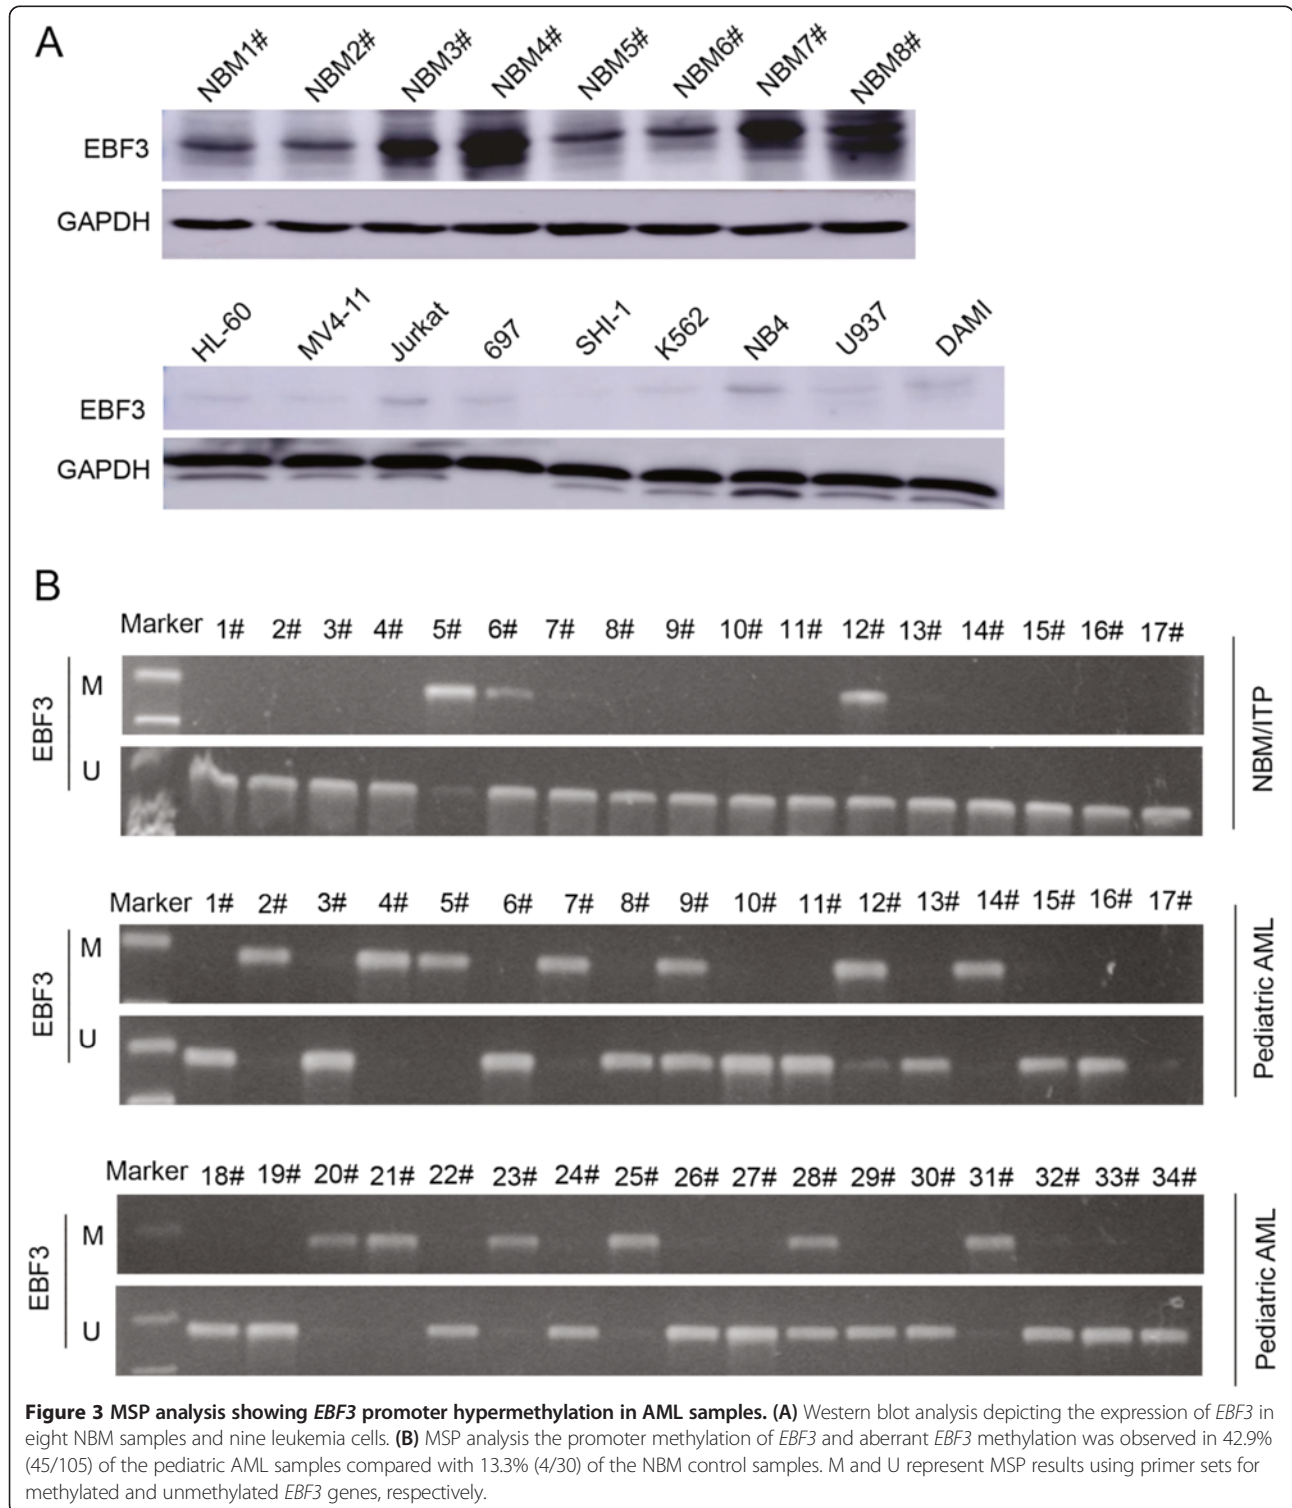 A
NBM1# NBM2# NBM3# NBM4# NBM5# NBM6# NBM7# NBM8#
EBF3
GAPDH
HL-60 MV4-11 Jurkat 697 SHI-1 K562 NB4 U937 DAMI
EBF3
GAPDH
B
Marker 1# 2# 3# 4# 5# 6# 7# 8# 9# 10# 11# 12# 13# 14# 15# 16# 17#
EBF3
M
U
NBM/ITP
Marker 1# 2# 3# 4# 5# 6# 7# 8# 9# 10# 11# 12# 13# 14# 15# 16# 17#
EBF3
M
U
Pediatric AML
Marker 18# 19# 20# 21# 22# 23# 24# 25# 26# 27# 28# 29# 30# 31# 32# 33# 34#
EBF3
M
U
Pediatric AML
Figure 3 MSP analysis showing EBF3 promoter hypermethylation in AML samples. (A) Western blot analysis depicting the expression of EBF3 in
eight NBM samples and nine leukemia cells. (B) MSP analysis the promoter methylation of EBF3 and aberrant EBF3 methylation was observed in 42.9%
(45/105) of the pediatric AML samples compared with 13.3% (4/30) of the NBM control samples. M and U represent MSP results using primer sets for
methylated and unmethylated EBF3 genes, respectively.